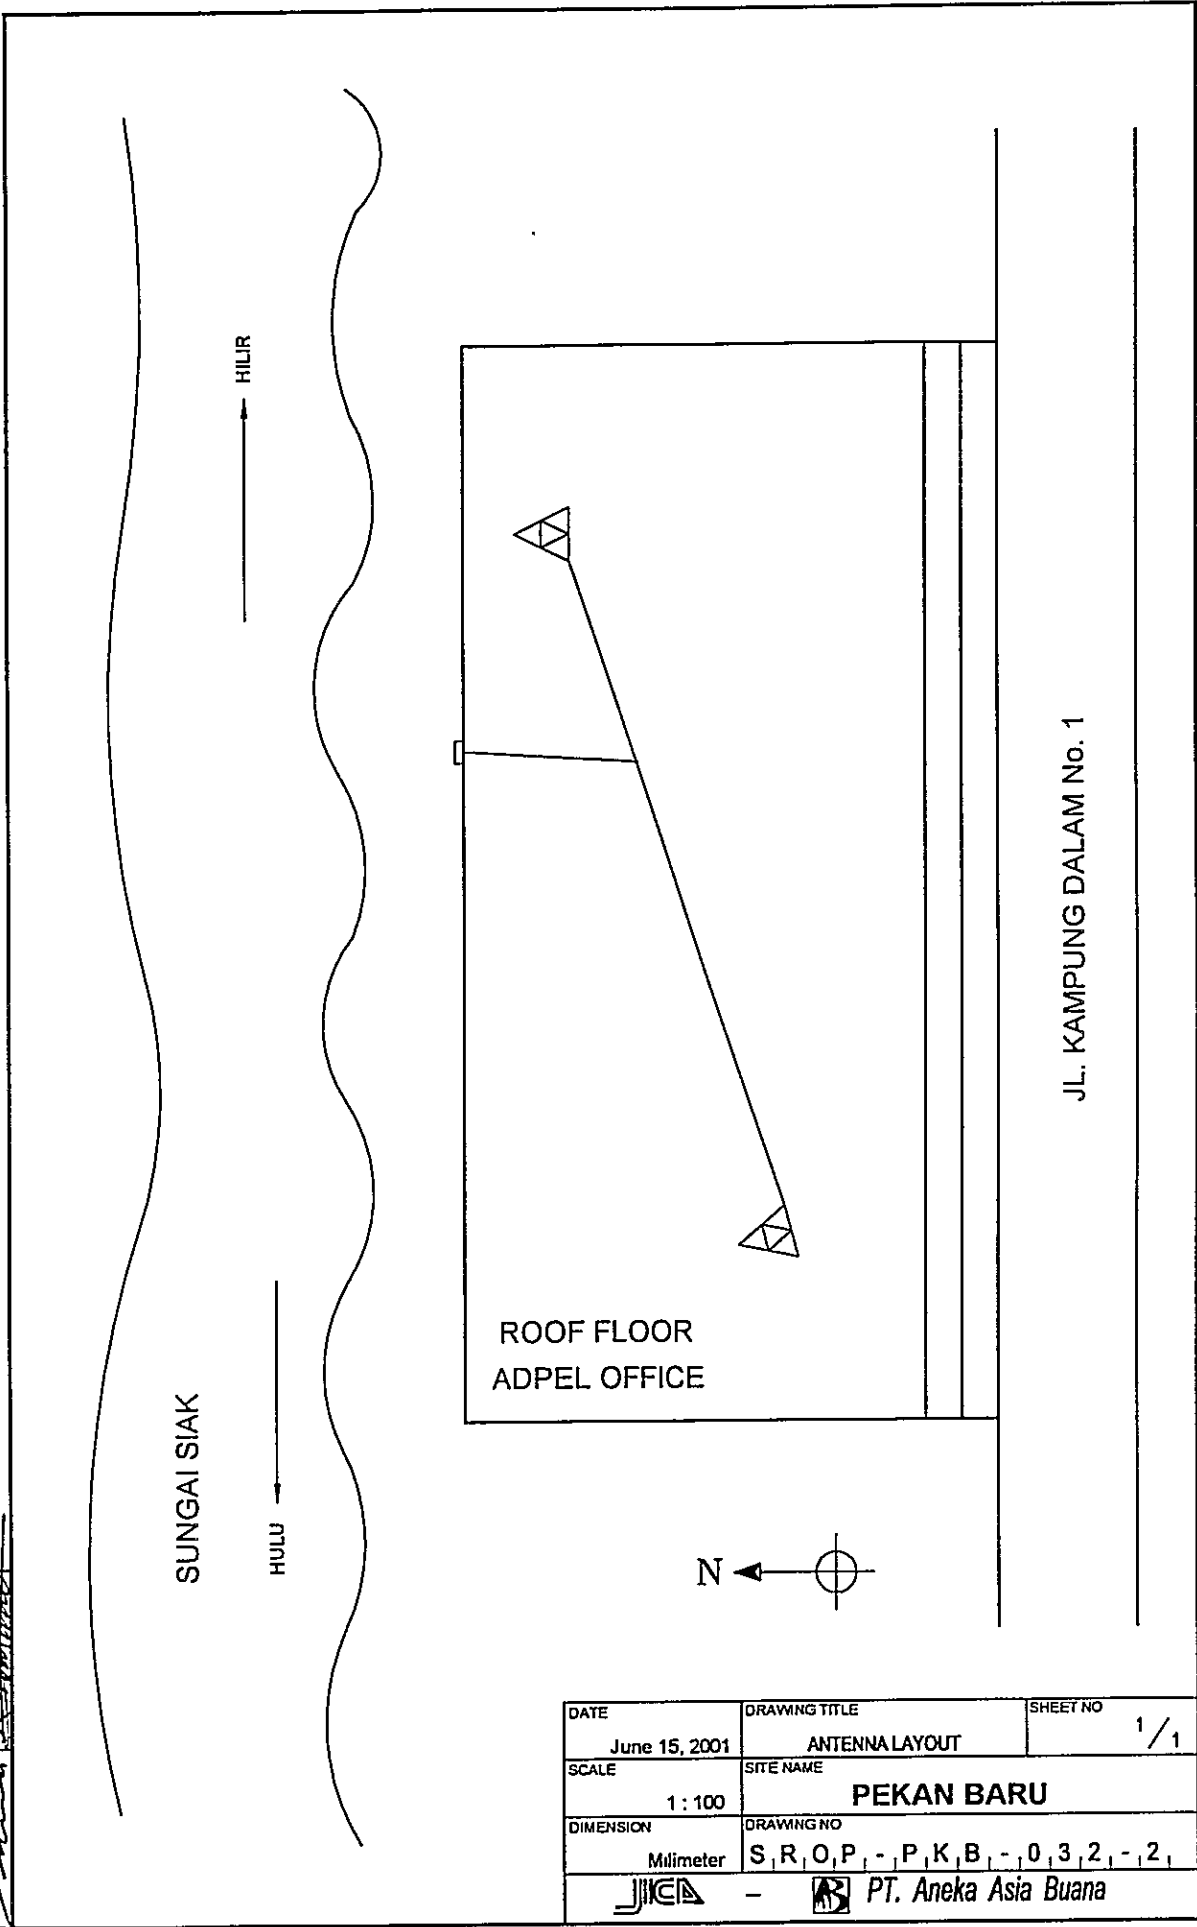 HILIR
SUNGAI SIAK
HULU
ROOF FLOOR
ADPEL OFFICE
JL. KAMPUNG DALAM No. 1
N
DATE
June 15, 2001
DRAWING TITLE
ANTENNA LAYOUT
SHEET NO
1/1
SCALE
1 : 100
SITE NAME
PEKAN BARU
DIMENSION
Milimeter
DRAWING NO
SROP-PKB-032-2
JICA - PT. Aneka Asia Buana